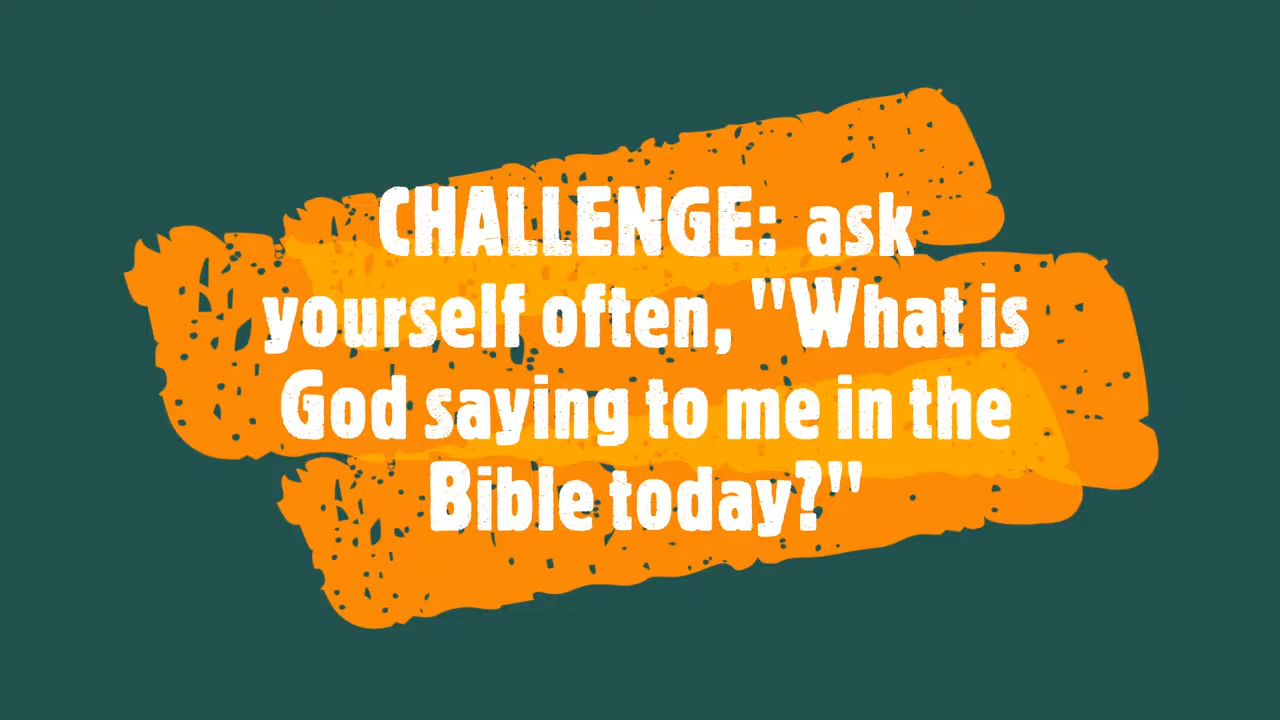 CHALLENGE: ask
yourself often, "What is
God saying to me in the
Bible today?"